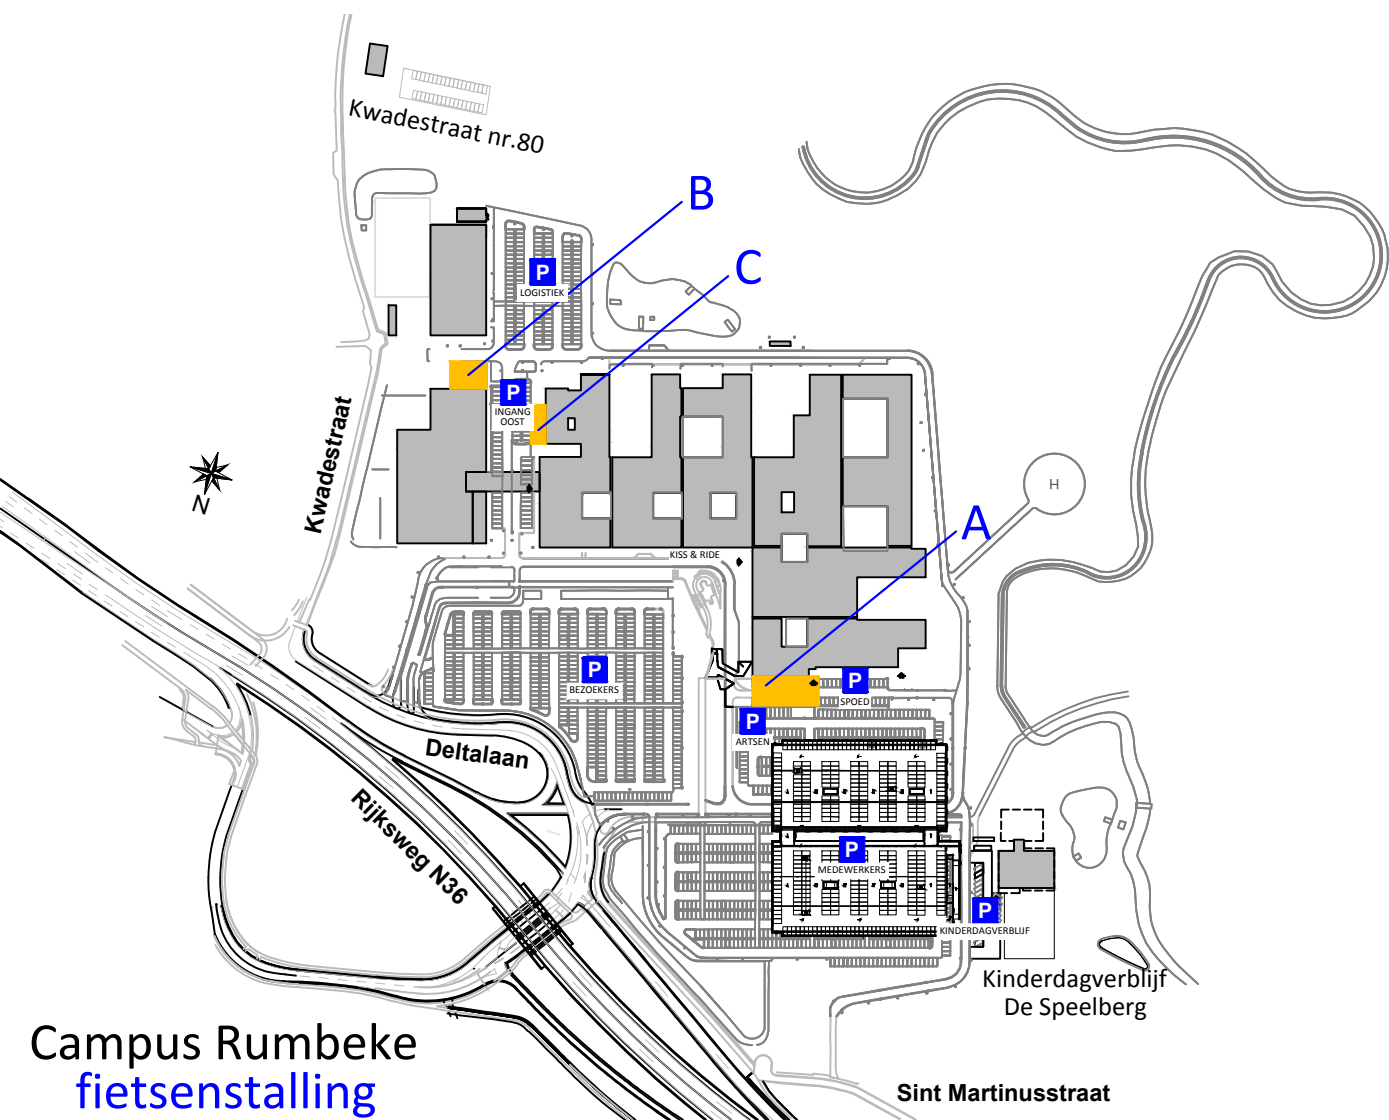 Kwadestraat nr.80
B
C
P
LOGISTIEK
P
INGANG
OOST
Kwadestraat
N
H
A
KISS & RIDE
P
BEZOEKERS
P
SPOED
P
ARTSEN
Deltalaan
Rijksweg N36
P
MEDEWERKERS
P
KINDERDAGVERBLIJF
Kinderdagverblijf
De Speelberg
Campus Rumbeke
fietsenstalling
Sint Martinusstraat